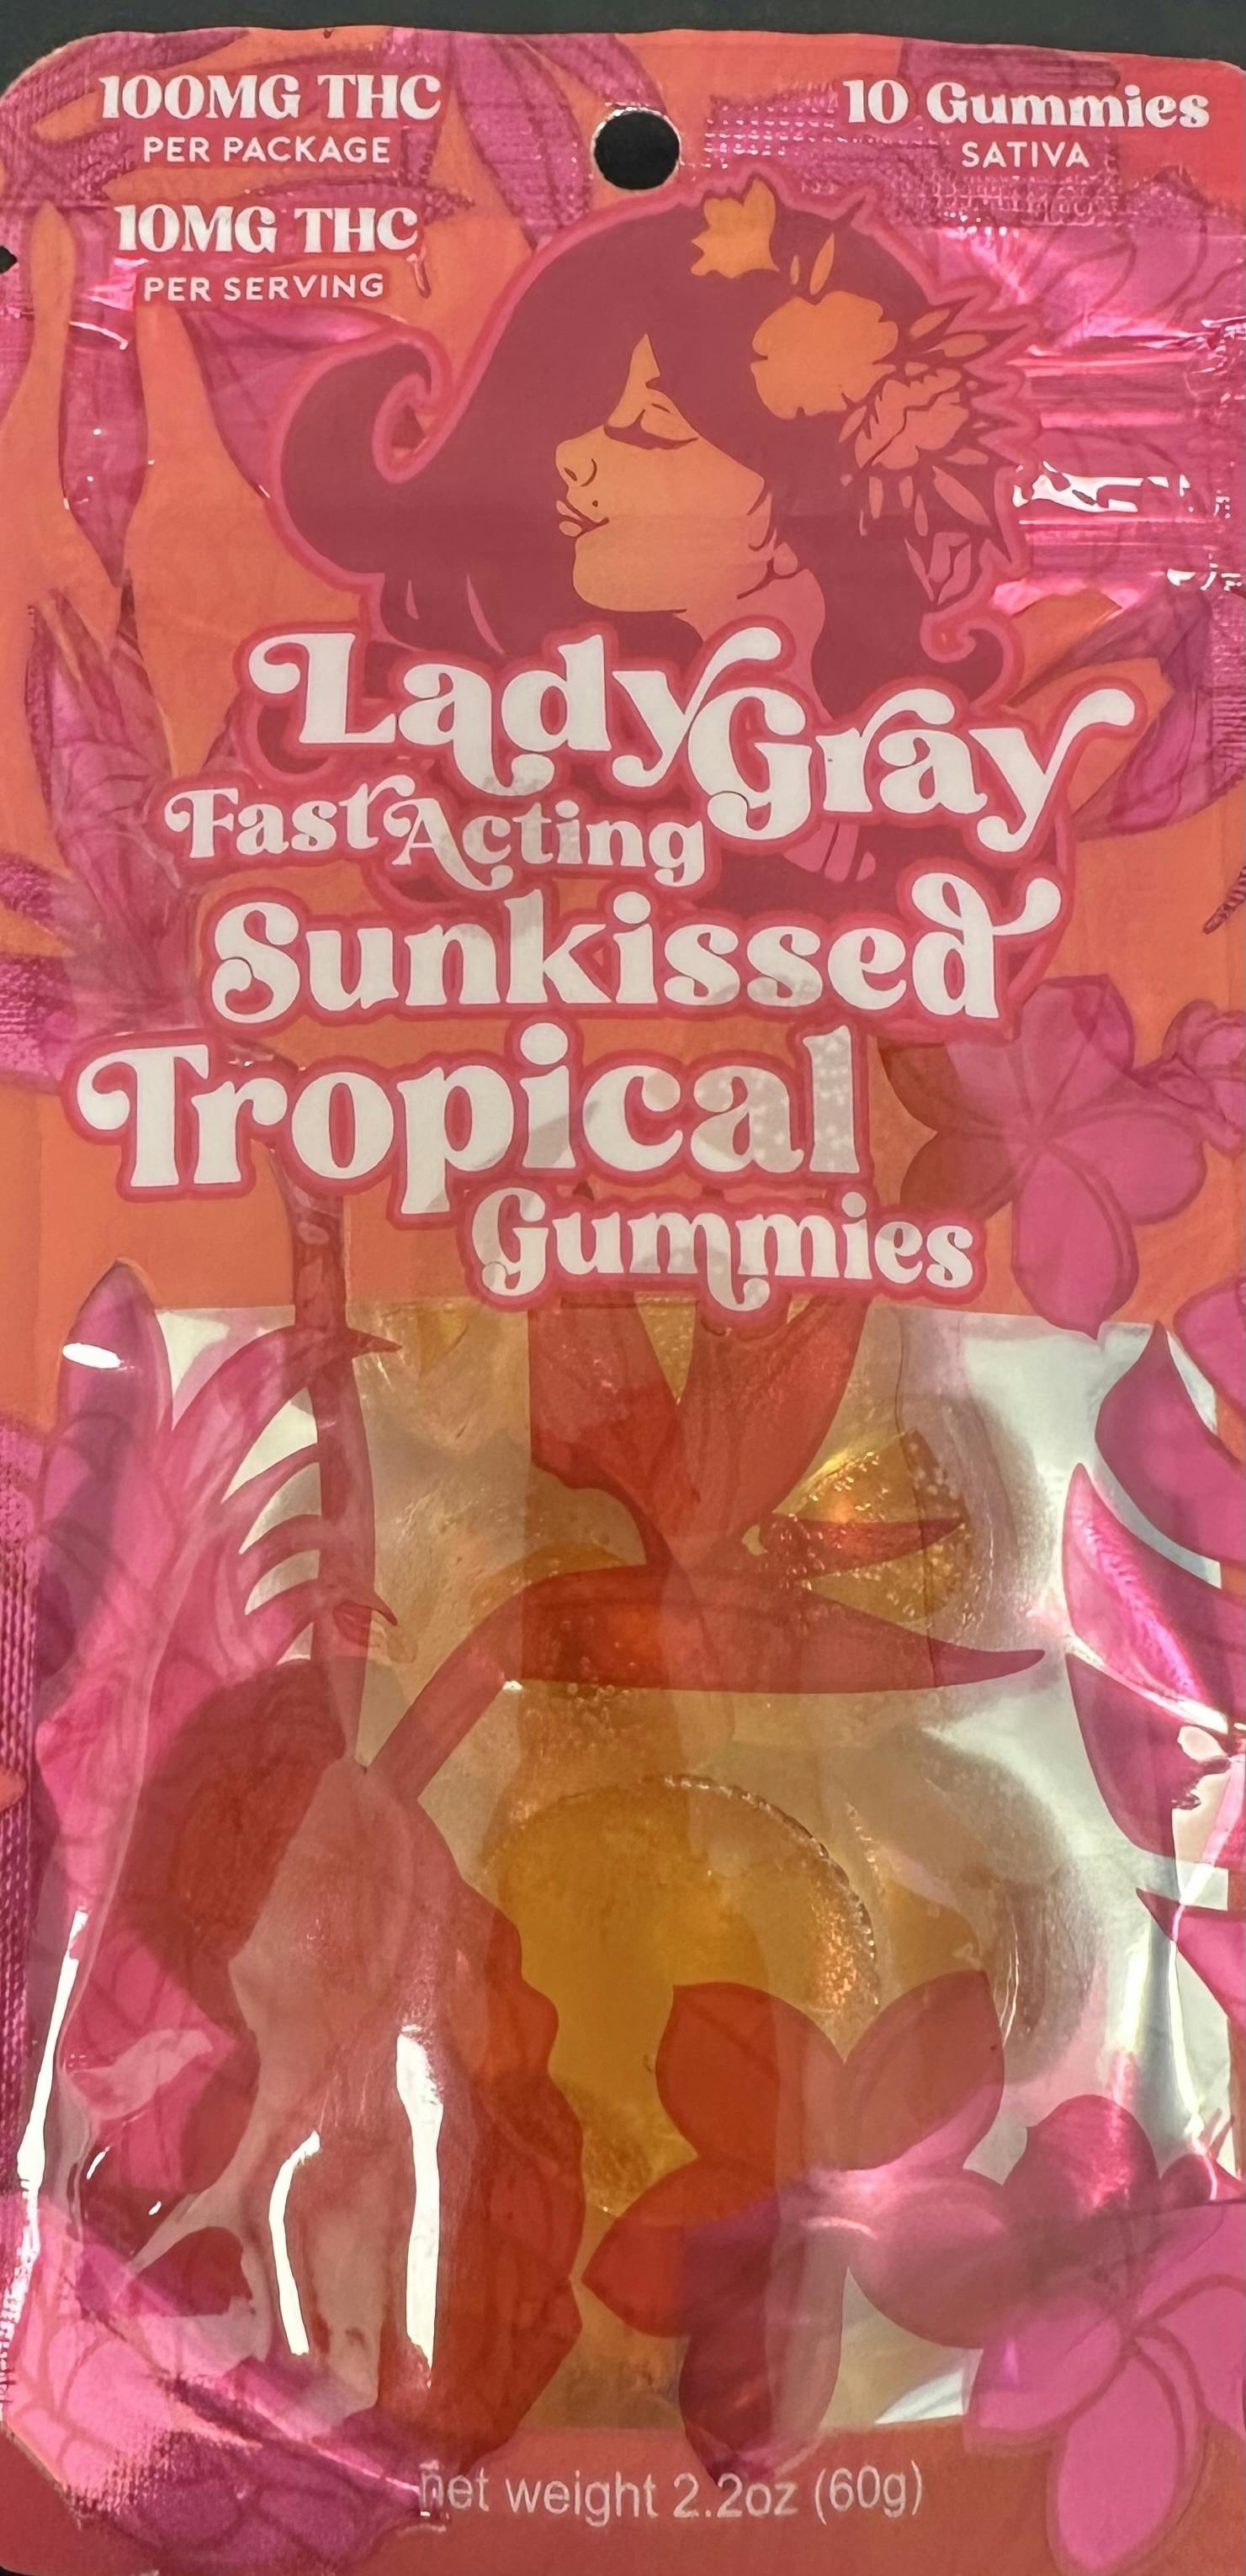 100MG THC
PER PACKAGE
10MG THC
PER SERVING
10 Gummies
SATIVA
Lady Gray
Fast Acting
Sunkissed
Tropical
Gummies
net weight 2.2oz (60g)